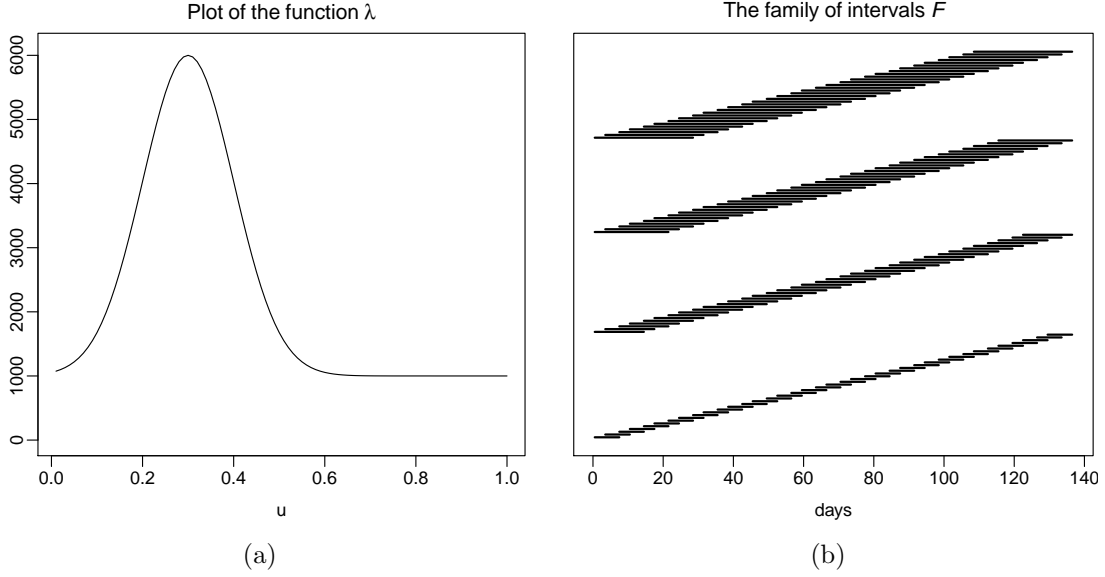 Plot of the function λ
6000
5000
4000
3000
2000
1000
0
0.0 0.2 0.4 0.6 0.8 1.0
u
(a)
The family of intervals F
0 20 40 60 80 100 120 140
days
(b)